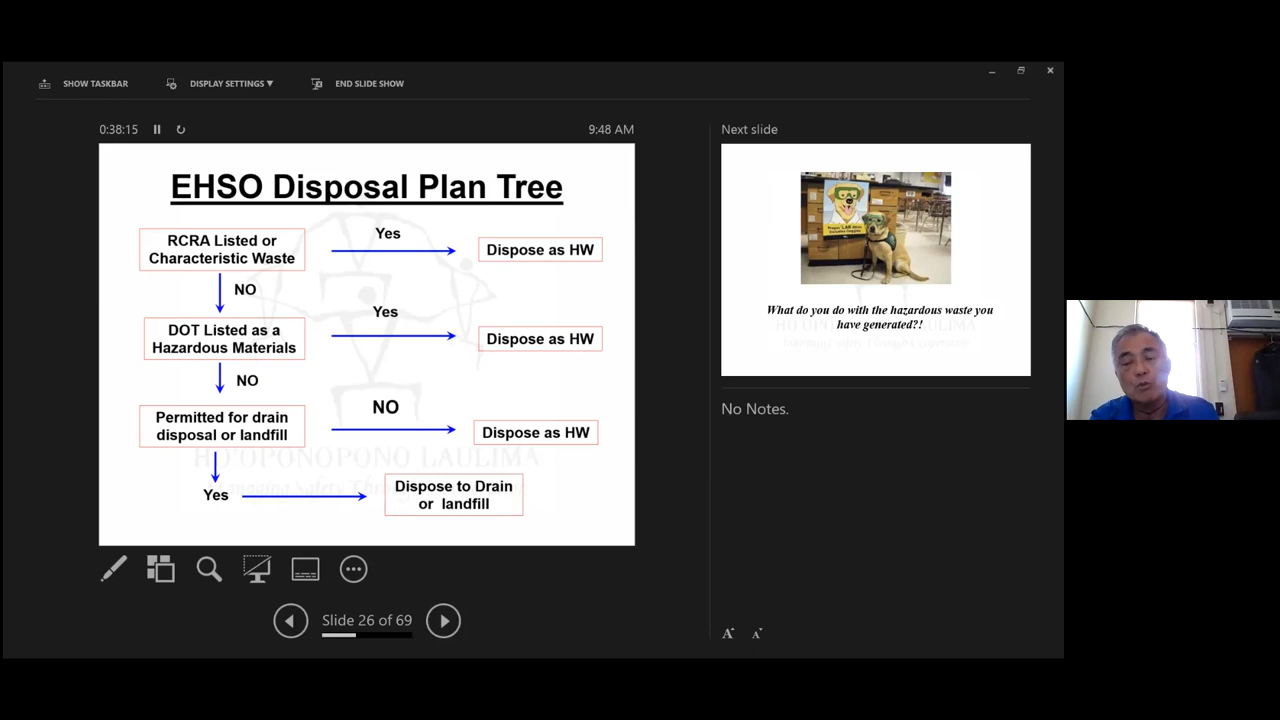 SHOW TASKBAR
DISPLAY SETTINGS ▼
END SLIDE SHOW
0:38:15
9:48 AM
EHSO Disposal Plan Tree
RCRA Listed or
Characteristic Waste
Yes
Dispose as HW
NO
DOT Listed as a
Hazardous Materials
Yes
Dispose as HW
NO
Permitted for drain
disposal or landfill
NO
Dispose as HW
Yes
Dispose to Drain
or landfill
HO'OPONOPONO LAULIMA
Slide 26 of 69
Next slide
What do you do with the hazardous waste you
have generated?!
HO'OPONOPONO LAULIMA
No Notes.
A
A